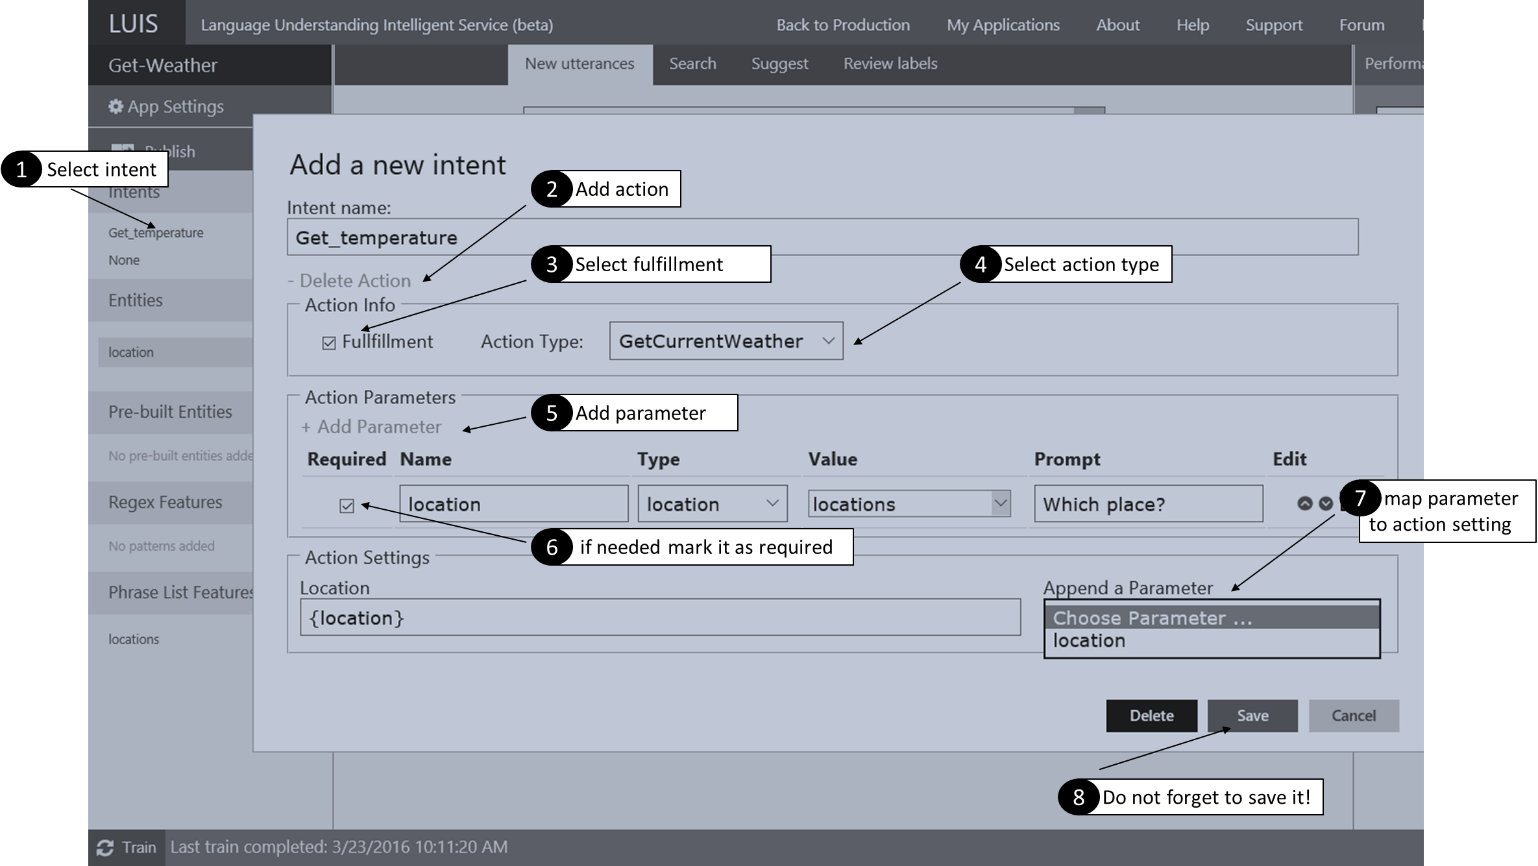 LUIS
Language Understanding Intelligent Service (beta)
Back to Production
My Applications
About
Help
Support
Forum
Get-Weather
New utterances
Search
Suggest
Review labels
Performa
App Settings
Publish
1 Select intent
Intents
Get_temperature
None
Entities
location
Pre-built Entities
No pre-built entities adde
Regex Features
No patterns added
Phrase List Features
locations
Add a new intent
2 Add action
Intent name:
Get_temperature
3 Select fulfillment
4 Select action type
- Delete Action
Action Info
Fullfillment
Action Type:
GetCurrentWeather
Action Parameters
5 Add parameter
+ Add Parameter
Required Name Type Value Prompt Edit
location
location
locations
Which place?
7 map parameter
to action setting
6 if needed mark it as required
Action Settings
Location
{location}
Append a Parameter
Choose Parameter ...
location
Delete
Save
Cancel
8 Do not forget to save it!
Train
Last train completed: 3/23/2016 10:11:20 AM